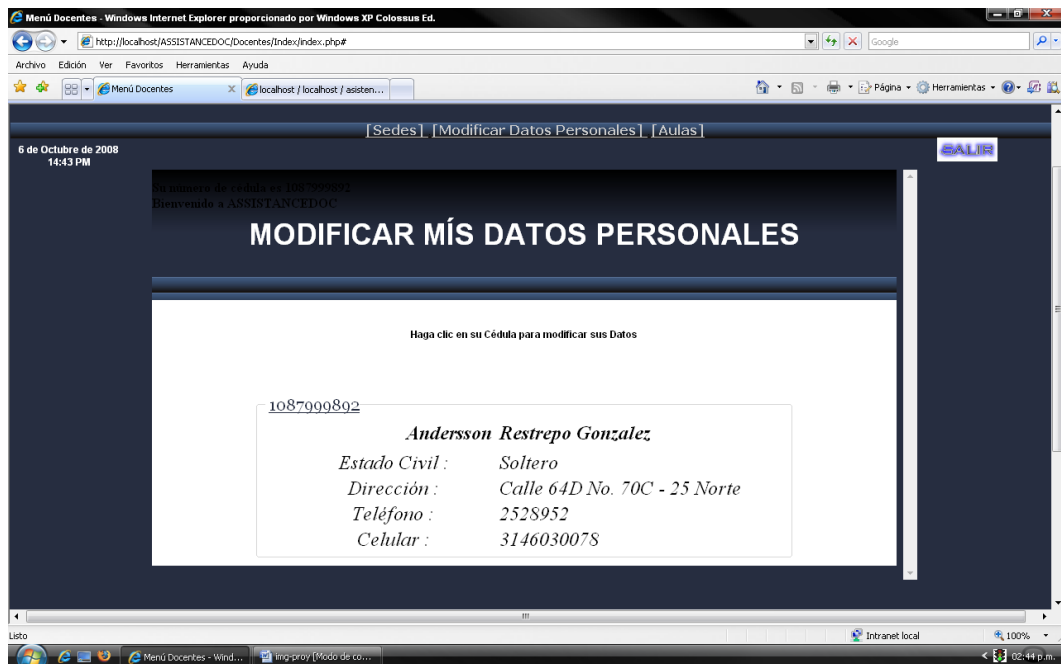 Menú Docentes - Windows Internet Explorer proporcionado por Windows XP Colossus Ed.
http://localhost/ASSISTANCEDOC/Docentes/Index/index.php#
Google
Archivo Edición Ver Favoritos Herramientas Ayuda
Menú Docentes
localhost / localhost / asisten...
Página Herramientas
[Sedes] [Modificar Datos Personales] [Aulas]
6 de Octubre de 2008
14:43 PM
SALIR
Su número de cédula es 1087999892
Bienvenido a ASSISTANCEDOC
MODIFICAR MÍS DATOS PERSONALES
Haga clic en su Cédula para modificar sus Datos
1087999892
Andersson Restrepo Gonzalez
Estado Civil : Soltero
Dirección : Calle 64D No. 70C - 25 Norte
Teléfono : 2528952
Celular : 3146030078
Listo
Intranet local
100%
Menú Docentes - Wind...
img-proy [Modo de co...
02:44 p.m.